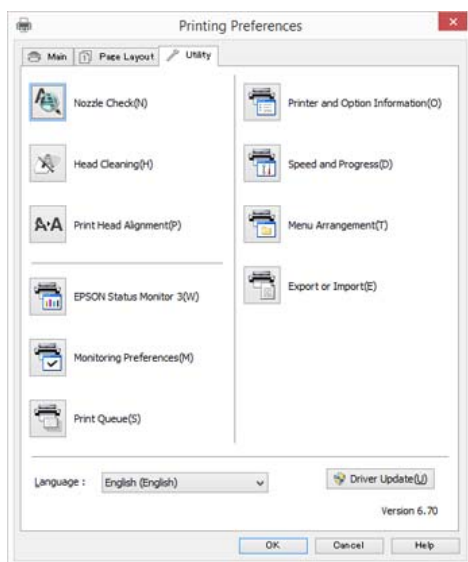 Printing Preferences
Main
Page Layout
Utility
Nozzle Check(N)
Head Cleaning(H)
A·A Print Head Alignment(P)
EPSON Status Monitor 3(W)
Monitoring Preferences(M)
Print Queue(S)
Printer and Option Information(O)
Speed and Progress(D)
Menu Arrangement(T)
Export or Import(E)
Language : English (English)
Driver Update(U)
Version 6.70
OK Cancel Help